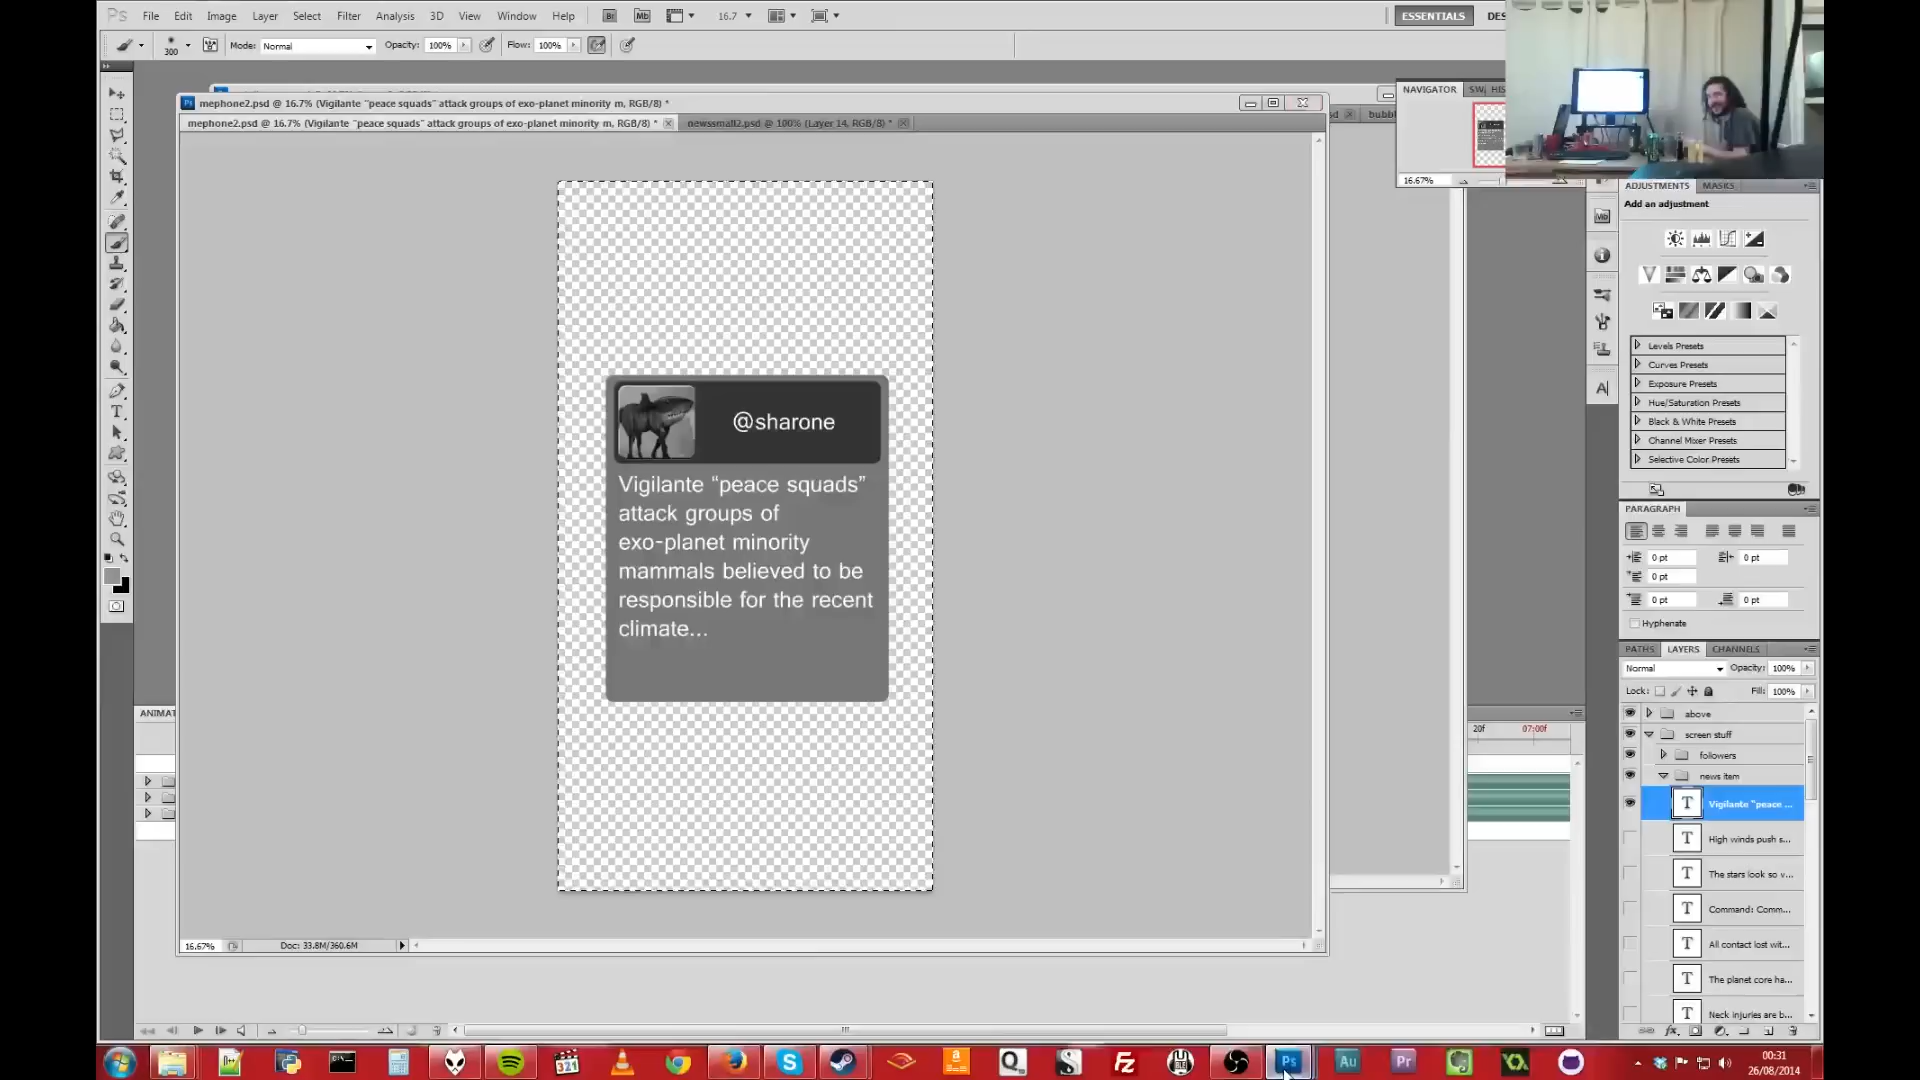 File Edit Image Layer Select Filter Analysis 3D View Window Help Br Mb 16.7 ESSENTIALS DES
300 Mode: Normal Opacity: 100% Flow: 100%
mephone2.psd @ 16.7% (Vigilante "peace squads" attack groups of exo-planet minority m, RGB/8) *
mephone2.psd @ 16.7% (Vigilante "peace squads" attack groups of exo-planet minority m, RGB/8) * newssmall2.psd @ 100% (Layer 14, RGB/8) *
NAVIGATOR SW HIS
16.67%
ADJUSTMENTS MASKS
Add an adjustment
Levels Presets
Curves Presets
Exposure Presets
Hue/Saturation Presets
Black & White Presets
Channel Mixer Presets
Selective Color Presets
@sharone
Vigilante “peace squads”
attack groups of
exo-planet minority
mammals believed to be
responsible for the recent
climate...
PARAGRAPH
0 pt 0 pt
0 pt
0 pt 0 pt
Hyphenate
PATHS LAYERS CHANNELS
Normal Opacity: 100%
Lock: Fill: 100%
above
screen stuff
followers
news item
Vigilante "peace ...
High winds push s...
The stars look so v...
Command: Comm...
All contact lost wit...
The planet core ha...
Neck injuries are b...
ANIMAT
20f 07:00f
16.67% Doc: 33.8M/360.6M
00:31
26/08/2014